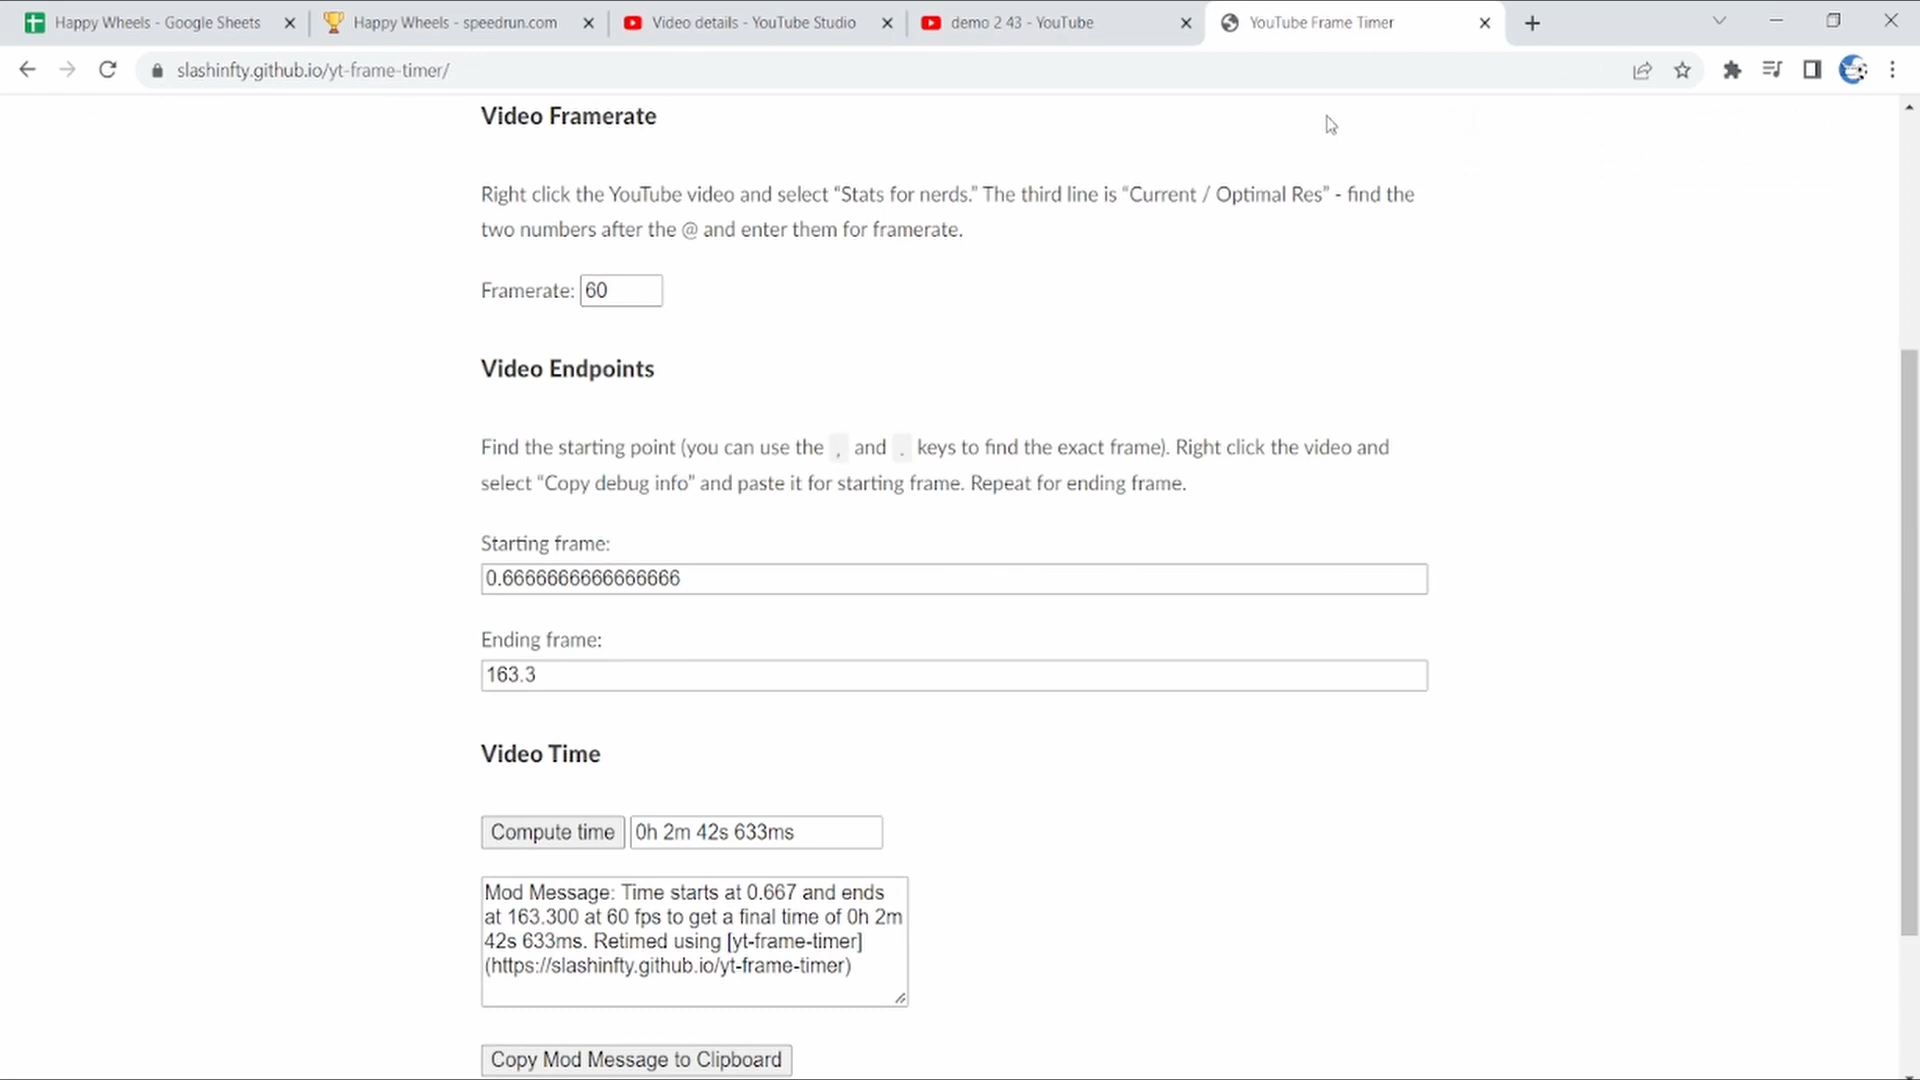 Happy Wheels - Google Sheets
Happy Wheels - speedrun.com
Video details - YouTube Studio
demo 2 43 - YouTube
YouTube Frame Timer
slashinfty.github.io/yt-frame-timer/
Video Framerate
Right click the YouTube video and select “Stats for nerds.” The third line is “Current / Optimal Res” - find the
two numbers after the @ and enter them for framerate.
Framerate: 60
Video Endpoints
Find the starting point (you can use the , and . keys to find the exact frame). Right click the video and
select “Copy debug info” and paste it for starting frame. Repeat for ending frame.
Starting frame:
0.6666666666666666
Ending frame:
163.3
Video Time
Compute time 0h 2m 42s 633ms
Mod Message: Time starts at 0.667 and ends
at 163.300 at 60 fps to get a final time of 0h 2m
42s 633ms. Retimed using [yt-frame-timer]
(https://slashinfty.github.io/yt-frame-timer)
Copy Mod Message to Clipboard